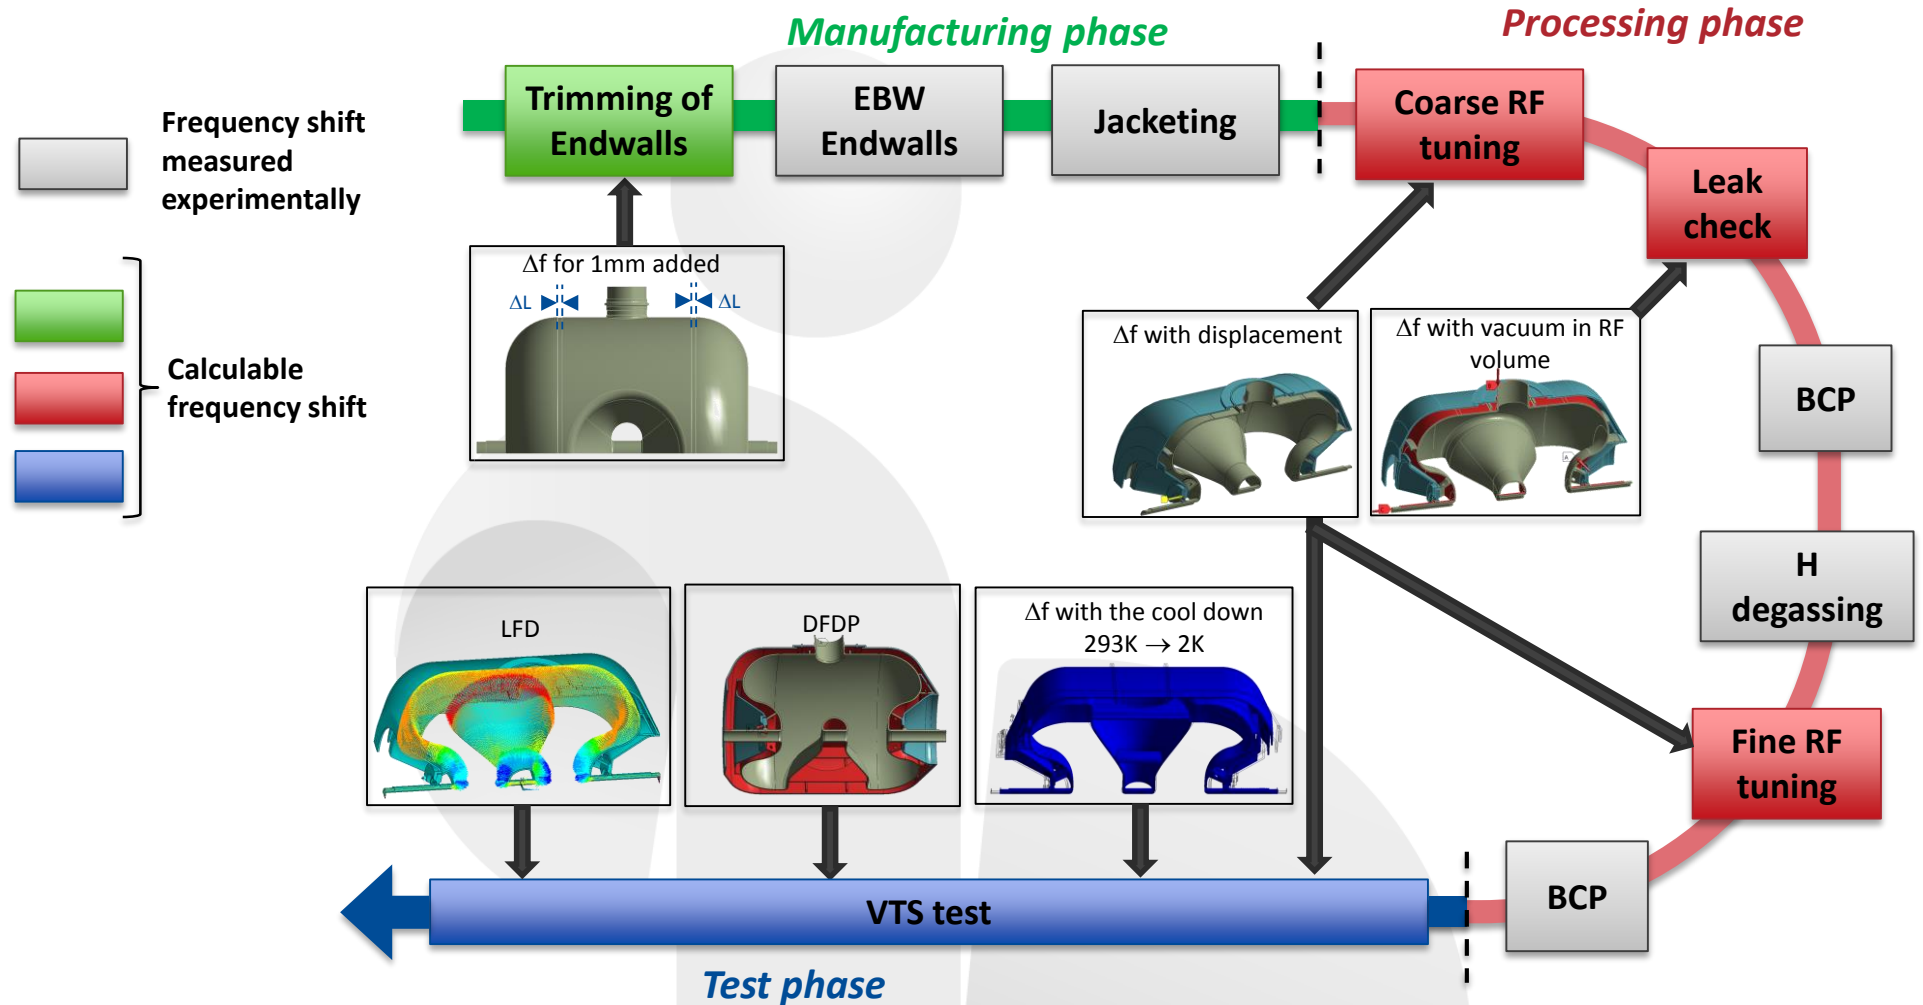 Manufacturing phase
Processing phase
Frequency shift
measured
experimentally
Calculable
frequency shift
Trimming of
Endwalls
EBW
Endwalls
Jacketing
Coarse RF
tuning
Leak
check
BCP
H
degassing
Fine RF
tuning
BCP
Δf for 1mm added
ΔL
ΔL
Δf with displacement
Δf with vacuum in RF
volume
A
LFD
DFDP
Δf with the cool down
293K → 2K
VTS test
Test phase